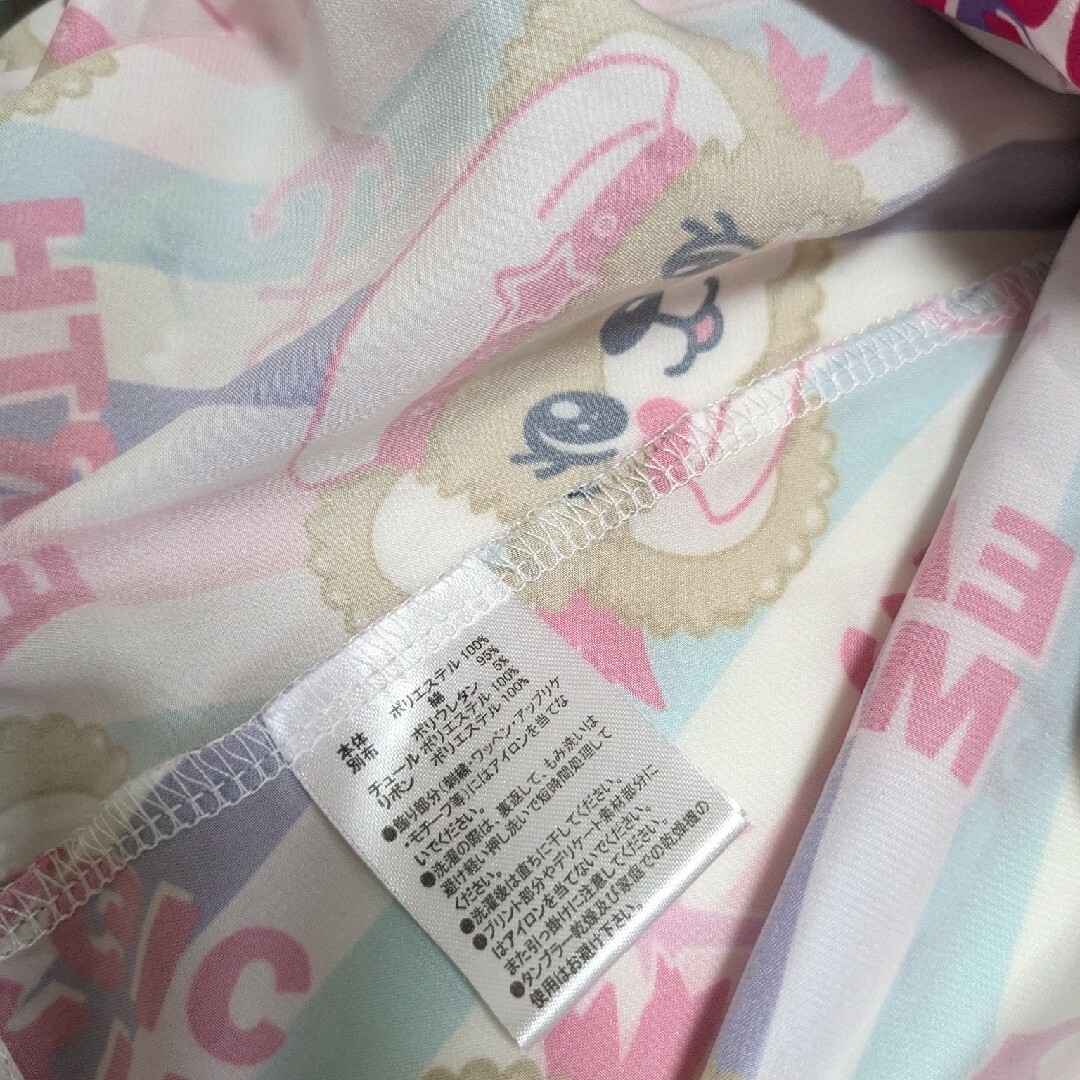 本体 ポリエステル 100%
別布 綿 95%
ポリウレタン 5%
チュール・ポリエステル 100%
リボン・ポリエステル 100%
●飾り部分(刺繍・ワッペン・アップリケ
・モチーフ等)にはアイロンを当てな
いでください。
●洗濯の際は、裏返して、もみ洗いは
避け軽い押し洗いで短時間処理して
ください。
●洗濯後は直ちに干してください。
●プリント部分やデリケート素材部分に
はアイロンを当てないでください。
また引っ掛けに注意してください。
●タンブラー乾燥及び家庭での乾燥機の
使用はお避け下さい。